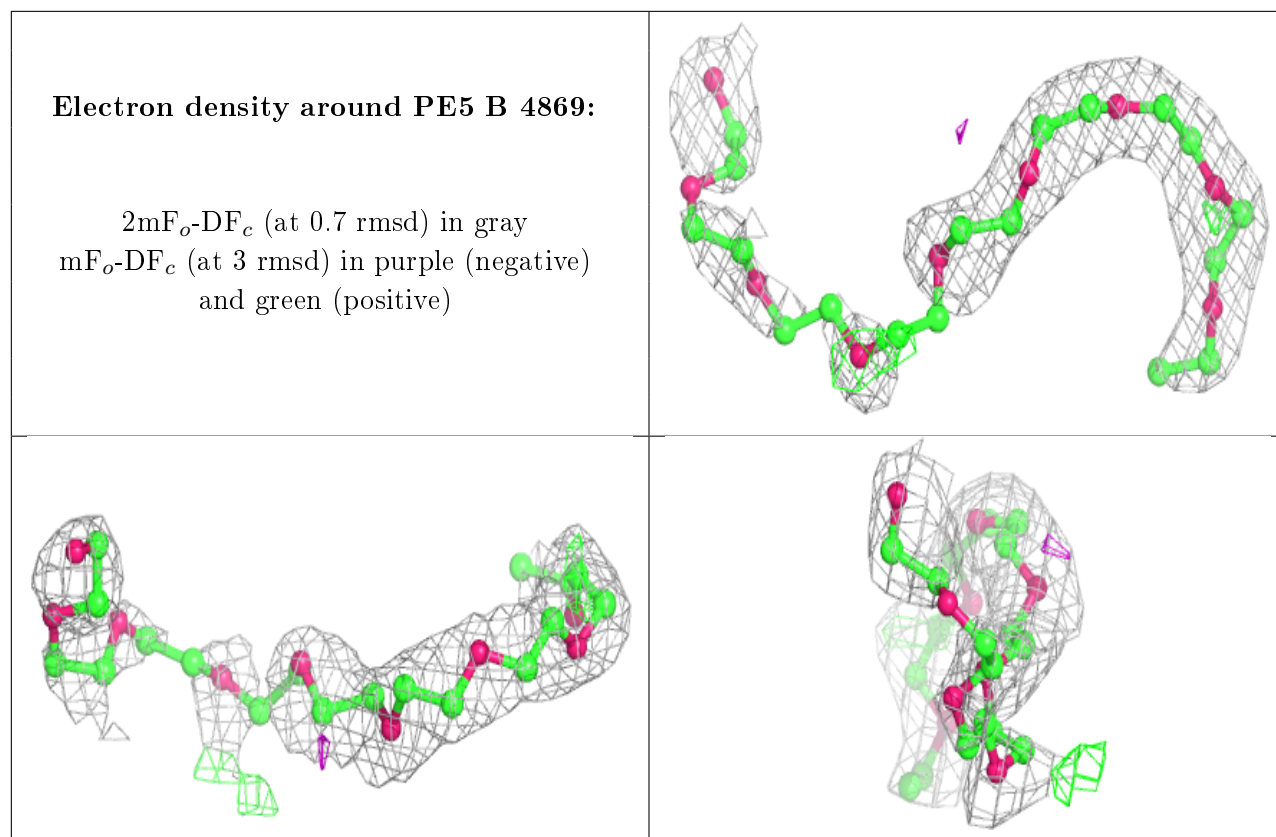 Electron density around PE5 B 4869:
2mFₒ-DF𝑐 (at 0.7 rmsd) in gray
mFₒ-DF𝑐 (at 3 rmsd) in purple (negative)
and green (positive)